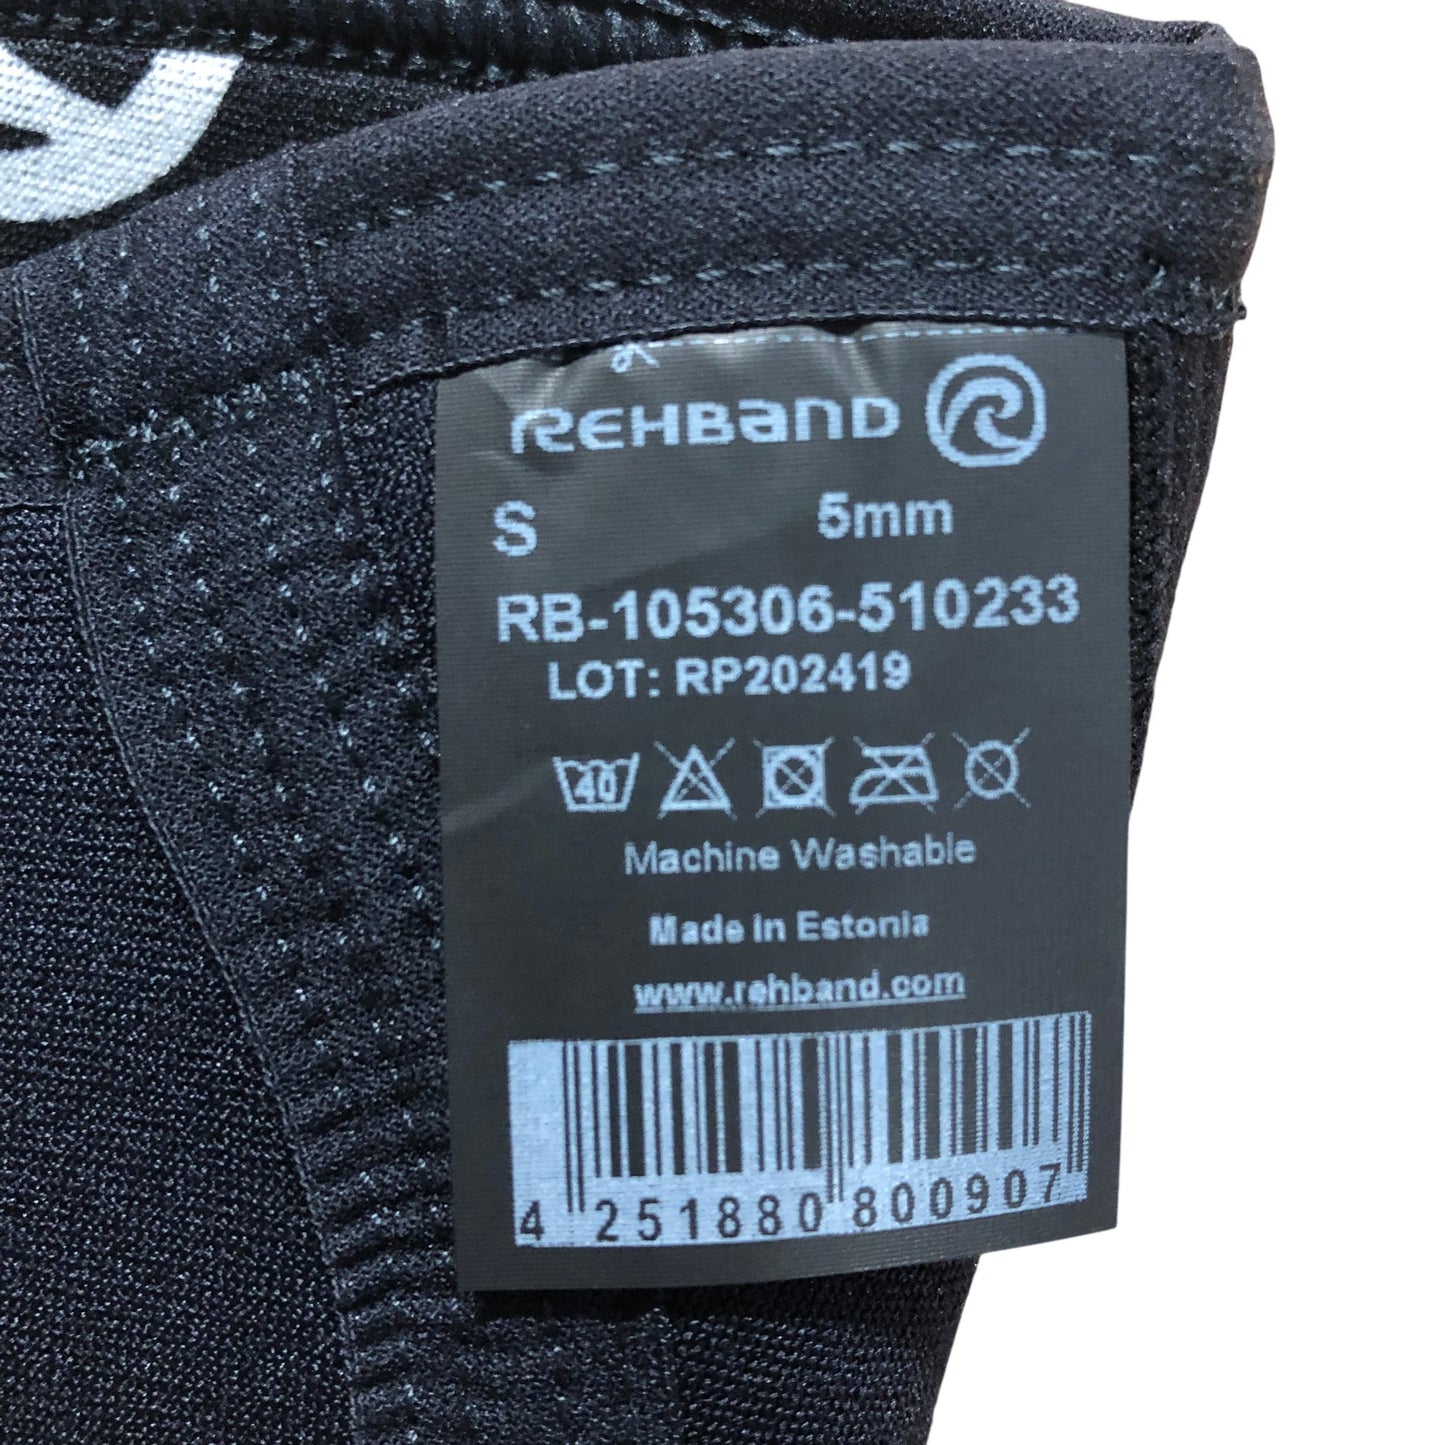 REHBAND
S 5mm
RB-105306-510233
LOT: RP202419
40
Machine Washable
Made in Estonia
www.rehband.com
4 251880 800907